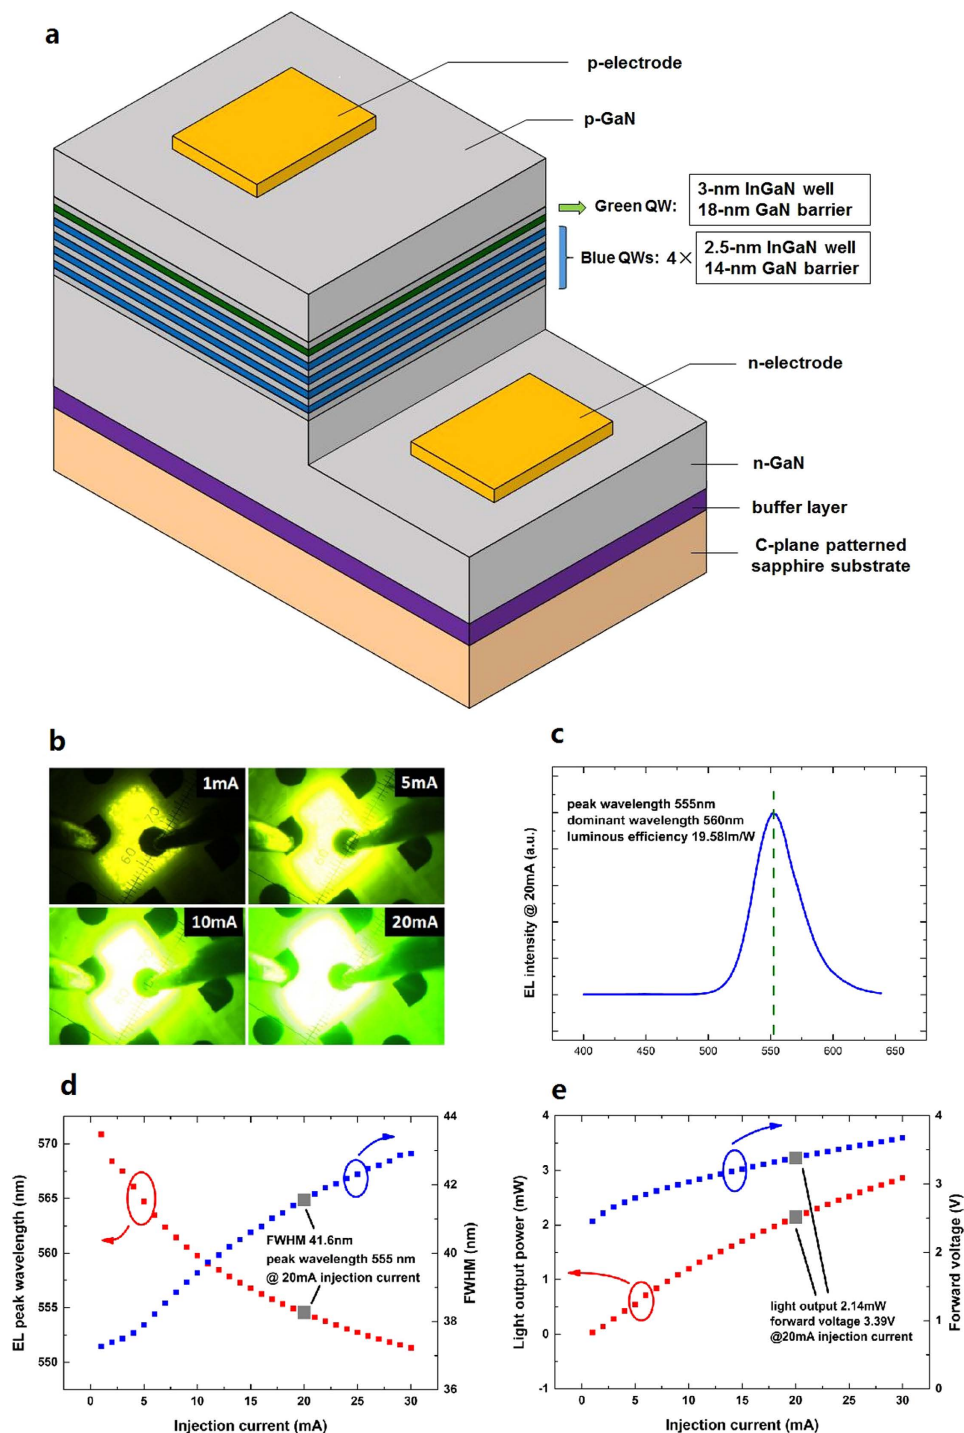 a
p-electrode
p-GaN
Green QW:
3-nm InGaN well
18-nm GaN barrier
Blue QWs: 4×
2.5-nm InGaN well
14-nm GaN barrier
n-electrode
n-GaN
buffer layer
C-plane patterned
sapphire substrate
b
1mA
5mA
10mA
20mA
c
peak wavelength 555nm
dominant wavelength 560nm
luminous efficiency 19.58lm/W
EL intensity @ 20mA (a.u.)
400 450 500 550 600 650
d
EL peak wavelength (nm)
570
565
560
555
550
44
42
40
38
36
FWHM (nm)
FWHM 41.6nm
peak wavelength 555 nm
@ 20mA injection current
0 5 10 15 20 25 30
Injection current (mA)
e
Light output power (mW)
4
3
2
1
0
-1
4
3
2
1
0
Forward voltage (V)
light output 2.14mW
forward voltage 3.39V
@20mA injection current
0 5 10 15 20 25 30
Injection current (mA)